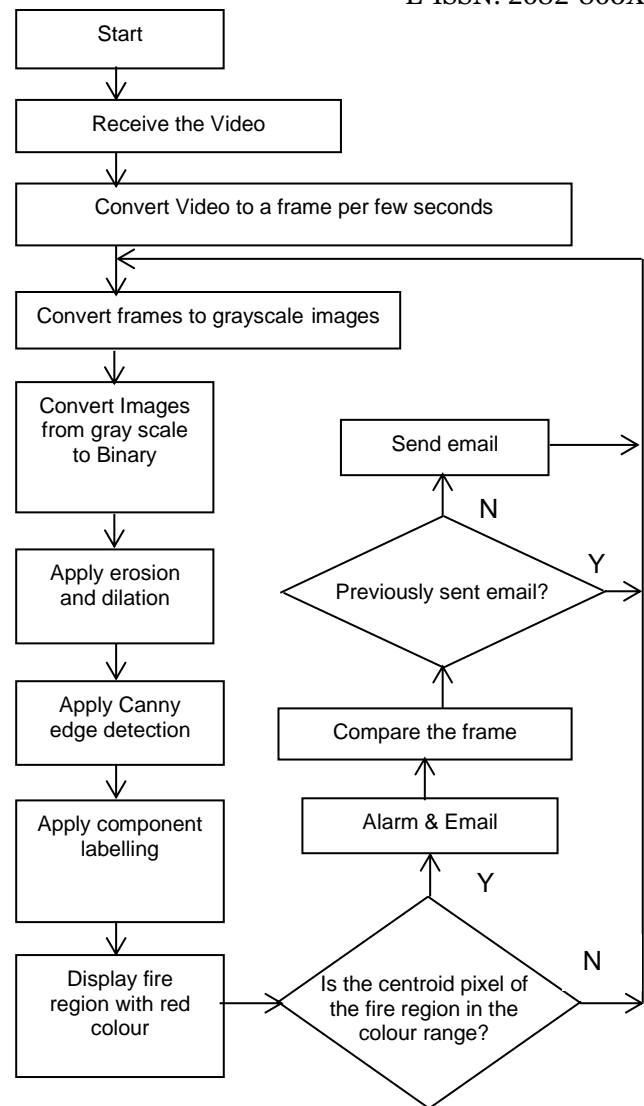 E-ISSN: 2032-808X
Start
Receive the Video
Convert Video to a frame per few seconds
Convert frames to grayscale images
Convert Images
from gray scale
to Binary
Apply erosion
and dilation
Apply Canny
edge detection
Apply component
labelling
Display fire
region with red
colour
Is the centroid pixel of
the fire region in the
colour range?
N
Y
Alarm & Email
Compare the frame
Previously sent email?
Y
N
Send email